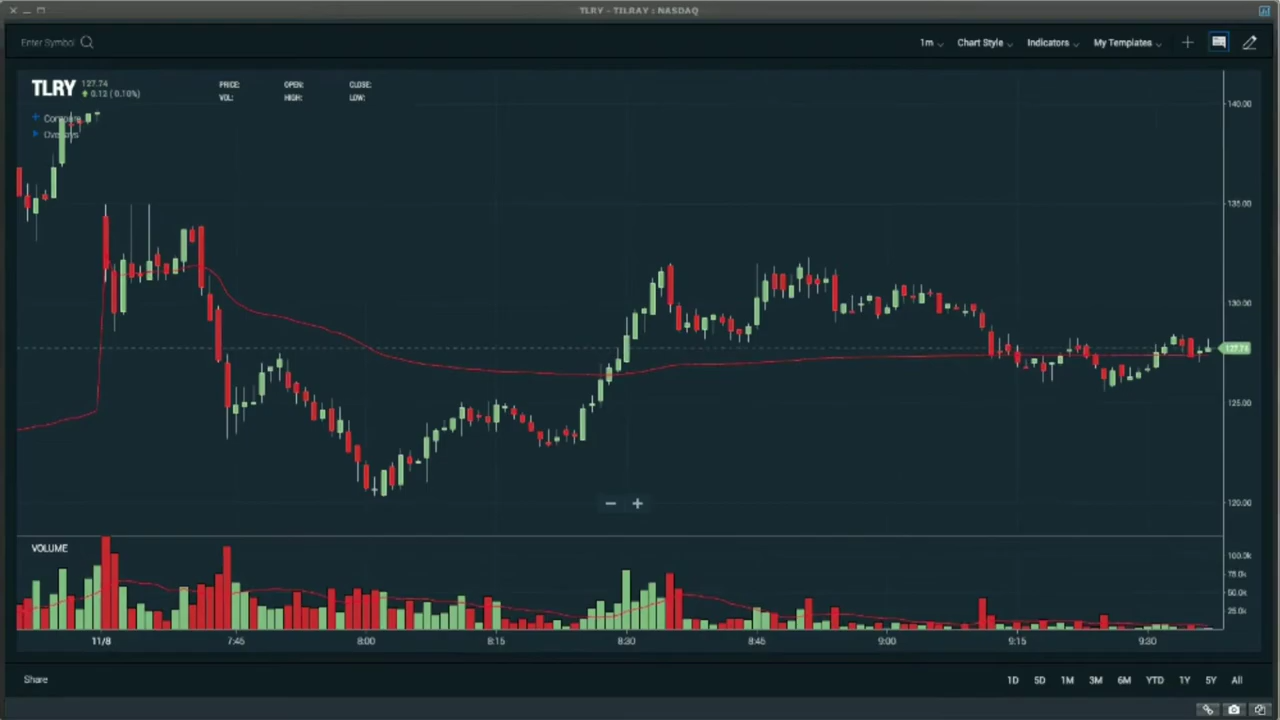 TLRY - TILRAY : NASDAQ
Enter Symbol
1m Chart Style Indicators My Templates
TLRY 127.74
0.12 (0.10%)
PRICE: OPEN: CLOSE:
VOL: HIGH: LOW:
Compare
Overlays
140.00
135.00
130.00
127.74
125.00
120.00
VOLUME
100.0k
75.0k
50.0k
25.0k
11/8 7:45 8:00 8:15 8:30 8:45 9:00 9:15 9:30
Share
1D 5D 1M 3M 6M YTD 1Y 5Y All